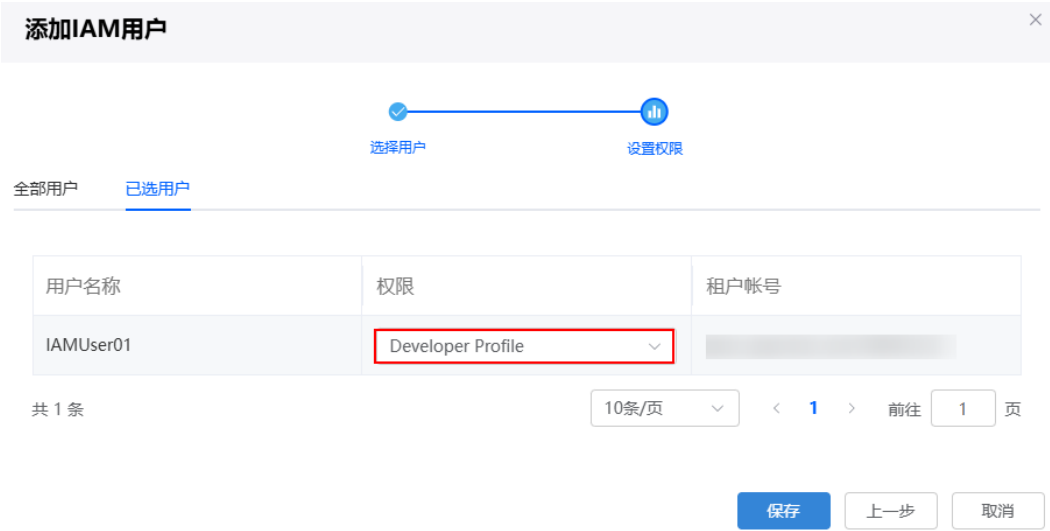 添加IAM用户
选择用户
设置权限
全部用户 已选用户
用户名称 权限 租户帐号
IAMUser01 Developer Profile
共 1 条 10条/页 1 前往 1 页
保存 上一步 取消